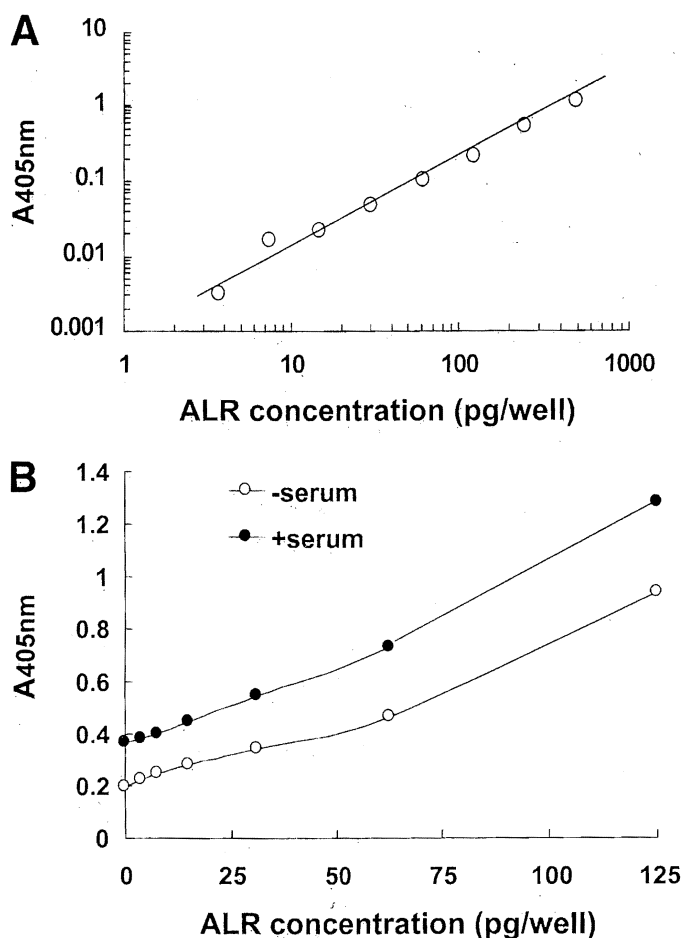 A
10
1
0.1
0.01
0.001
A405nm
1
10
100
1000
ALR concentration (pg/well)
B
1.4
1.2
1
0.8
0.6
0.4
0.2
0
A405nm
-serum
+serum
0
25
50
75
100
125
ALR concentration (pg/well)